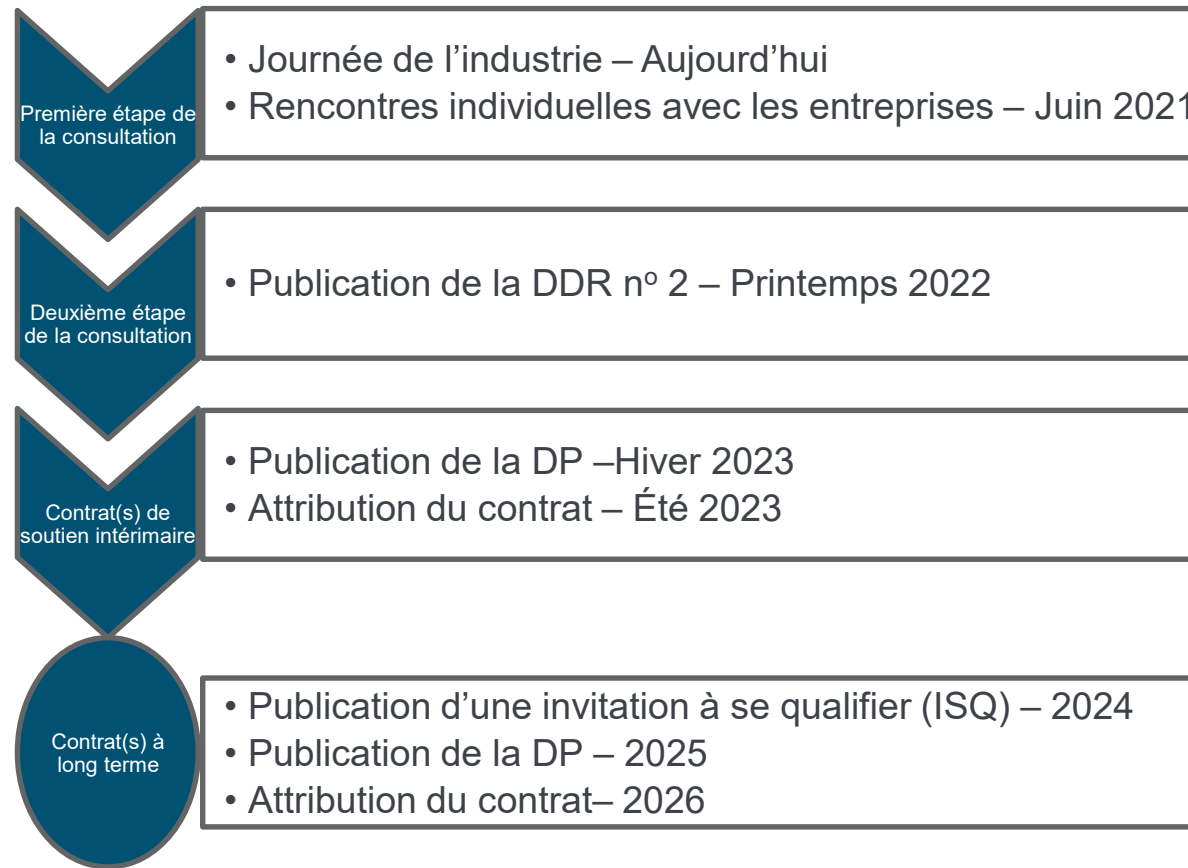 Première étape de
la consultation
• Journée de l’industrie – Aujourd’hui
• Rencontres individuelles avec les entreprises – Juin 2021
Deuxième étape
de la consultation
• Publication de la DDR nº 2 – Printemps 2022
Contrat(s) de
soutien intérimaire
• Publication de la DP –Hiver 2023
• Attribution du contrat – Été 2023
Contrat(s) à
long terme
• Publication d’une invitation à se qualifier (ISQ) – 2024
• Publication de la DP – 2025
• Attribution du contrat– 2026